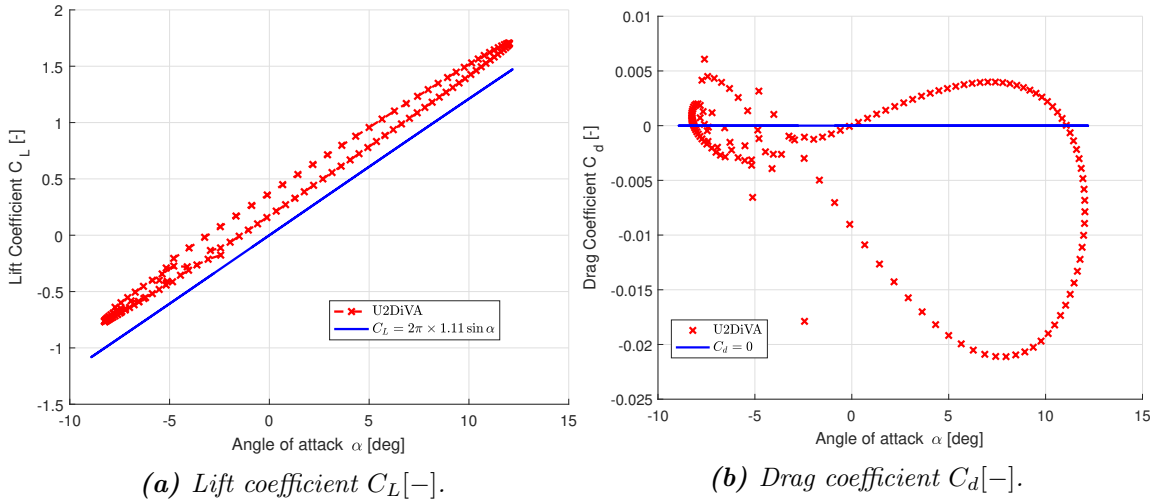 2
1.5
1
0.5
0
-0.5
-1
-1.5
Lift Coefficient C_L [-]
U2DiVA
C_L = 2π × 1.11 sin α
-10 -5 0 5 10 15
Angle of attack α [deg]
(a) Lift coefficient C_L[−].
0.01
0.005
0
-0.005
-0.01
-0.015
-0.02
-0.025
Drag Coefficient C_d [-]
U2DiVA
C_d = 0
-10 -5 0 5 10 15
Angle of attack α [deg]
(b) Drag coefficient C_d[−].